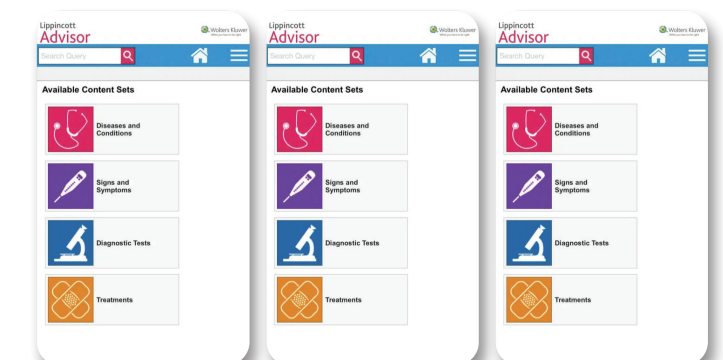 Lippincott
Advisor
Wolters Kluwer
Search Query
Available Content Sets
Diseases and
Conditions
Signs and
Symptoms
Diagnostic Tests
Treatments
Lippincott
Advisor
Wolters Kluwer
Search Query
Available Content Sets
Diseases and
Conditions
Signs and
Symptoms
Diagnostic Tests
Treatments
Lippincott
Advisor
Wolters Kluwer
Search Query
Available Content Sets
Diseases and
Conditions
Signs and
Symptoms
Diagnostic Tests
Treatments